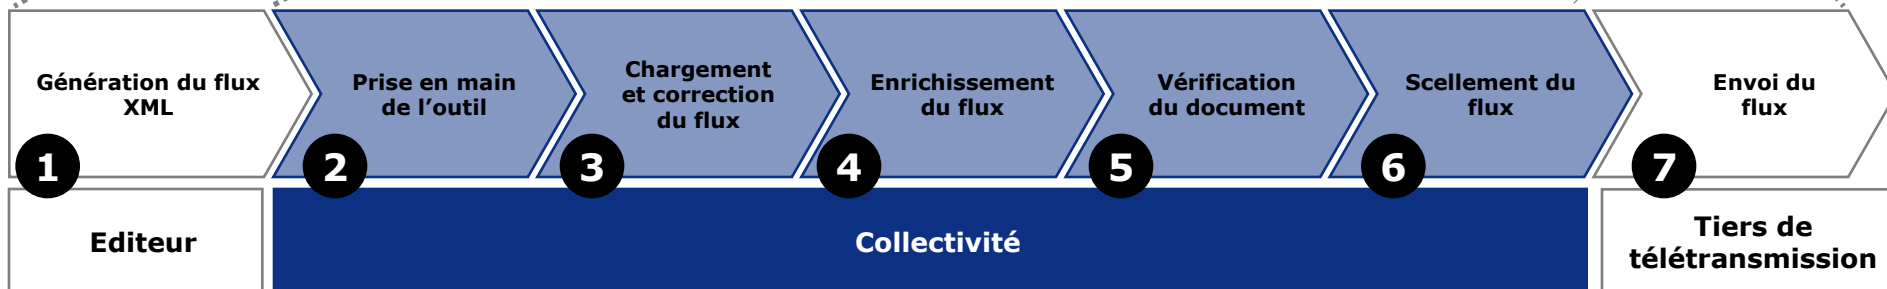 Génération du flux
XML
1
Prise en main
de l’outil
2
Chargement
et correction
du flux
3
Enrichissement
du flux
4
Vérification
du document
5
Scellement du
flux
6
Envoi du
flux
7
Editeur
Collectivité
Tiers de
télétransmission